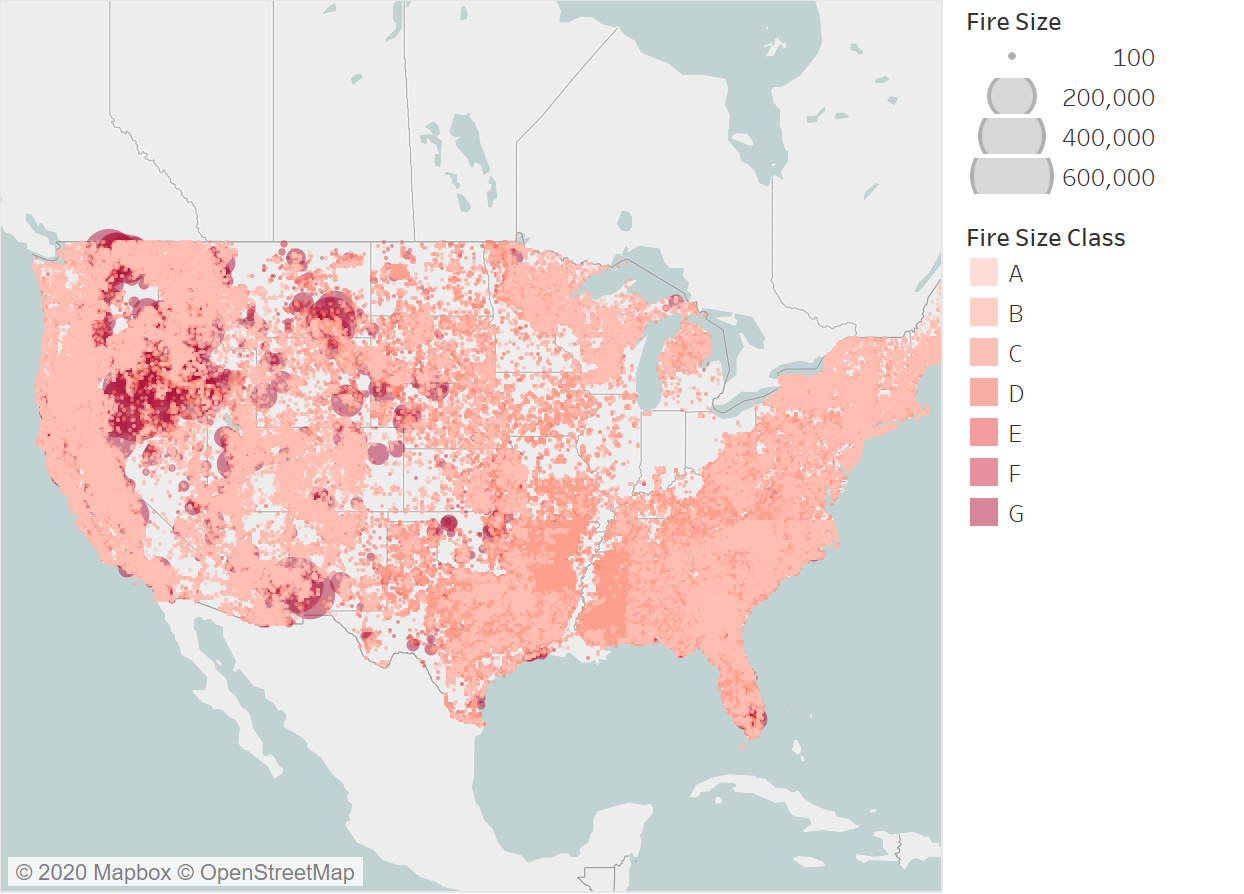 Fire Size
100
200,000
400,000
600,000
Fire Size Class
A
B
C
D
E
F
G
© 2020 Mapbox © OpenStreetMap